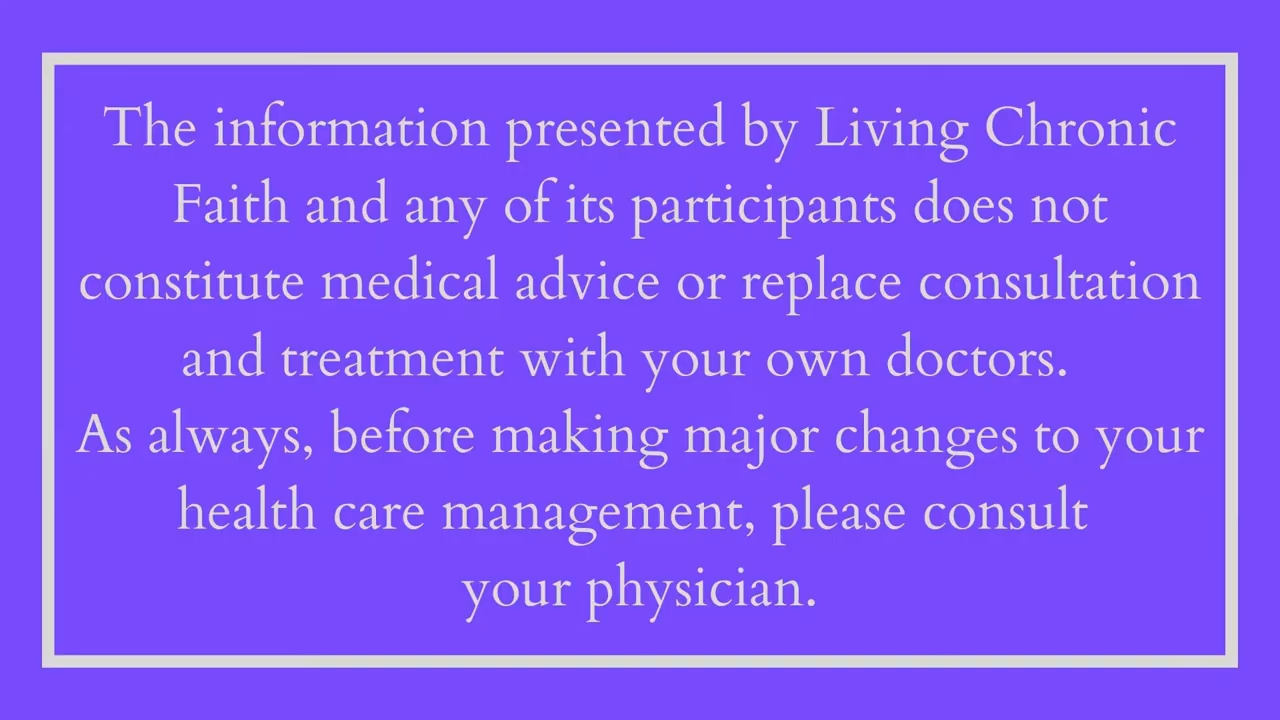 The information presented by Living Chronic
Faith and any of its participants does not
constitute medical advice or replace consultation
and treatment with your own doctors.
As always, before making major changes to your
health care management, please consult
your physician.